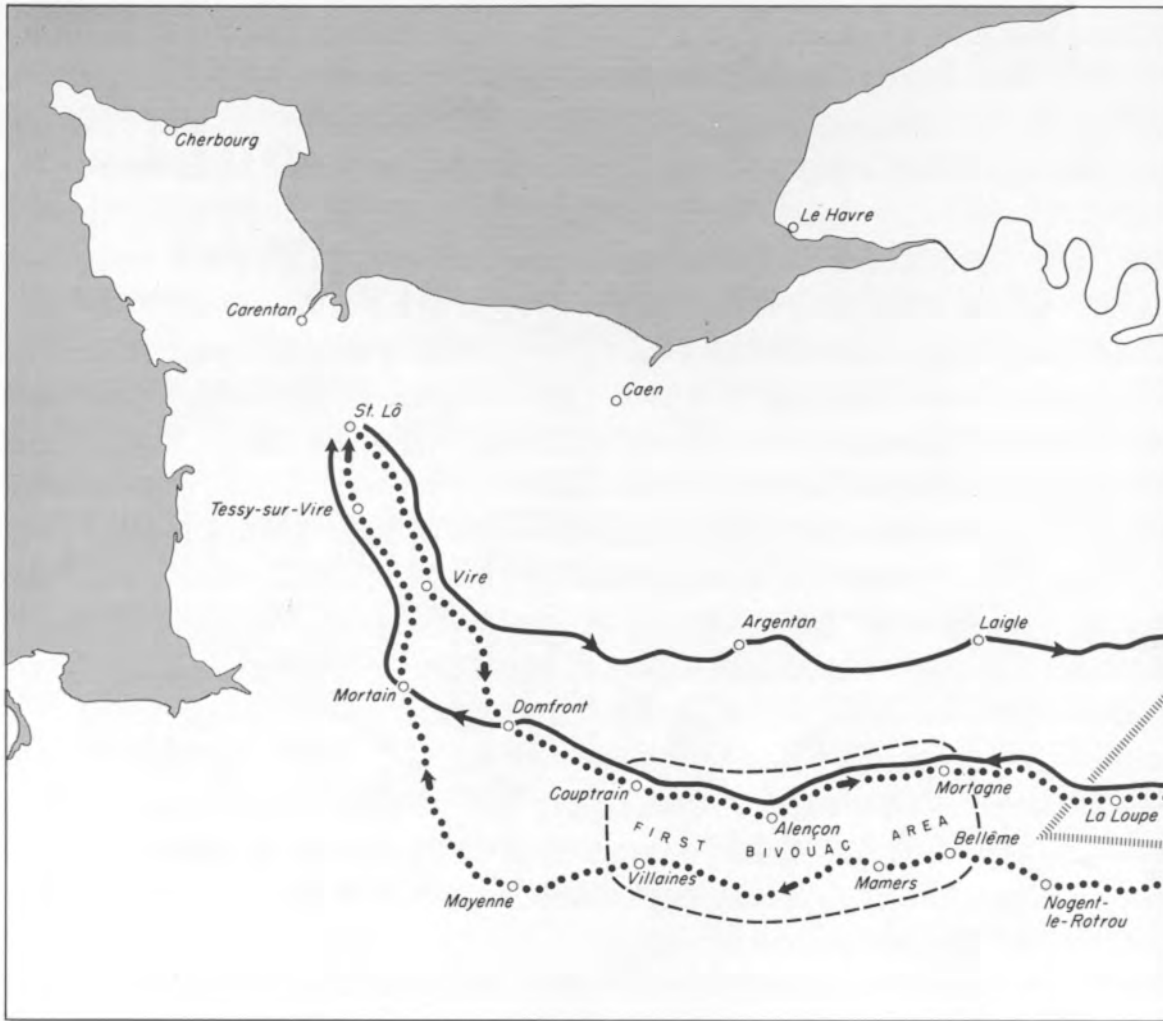 Cherbourg
Le Havre
Carentan
Caen
St. Lô
Tessy-sur-Vire
Vire
Argentan
Laigle
Mortain
Domfront
Couptrain
Mortagne
La Loupe
Alençon
FIRST BIVOUAC AREA
Bellême
Villaines
Mamers
Mayenne
Nogent-
le-Rotrou